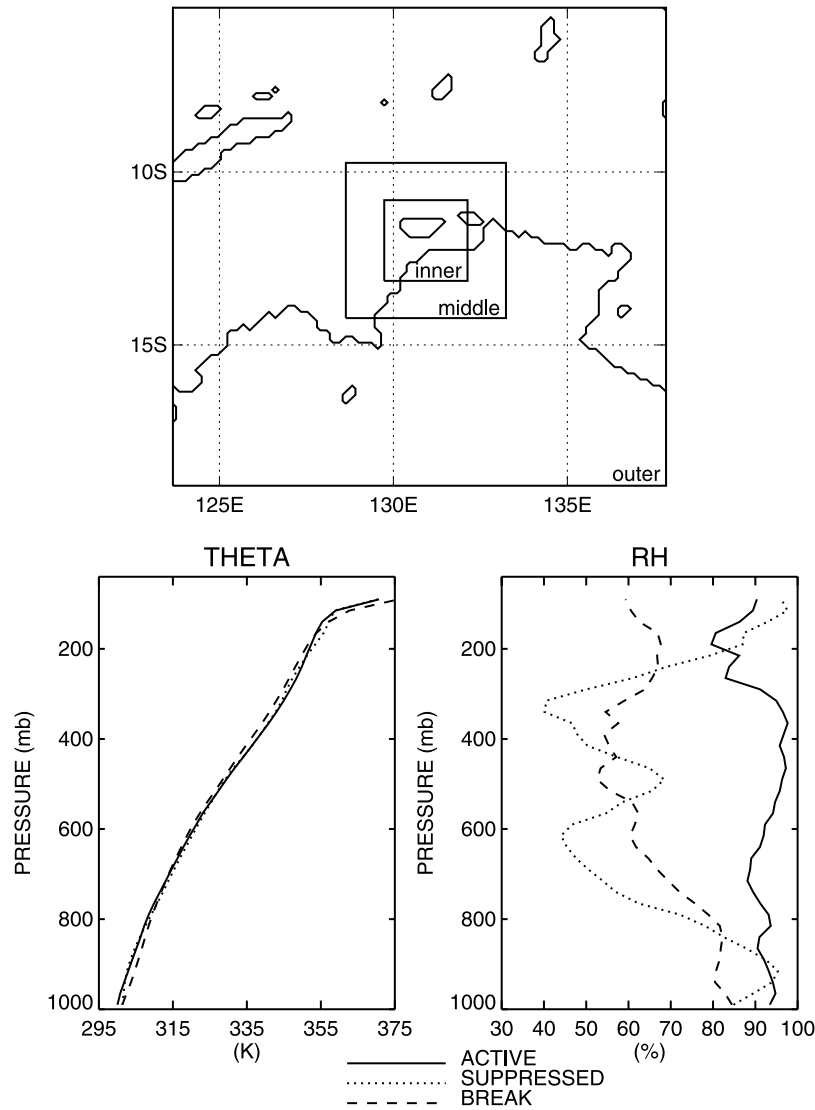 10S
15S
inner
middle
outer
125E 130E 135E
THETA RH
PRESSURE (mb)
200
400
600
800
1000
295 315 335 355 375
(K)
PRESSURE (mb)
200
400
600
800
1000
30 40 50 60 70 80 90 100
(%)
ACTIVE
SUPPRESSED
BREAK